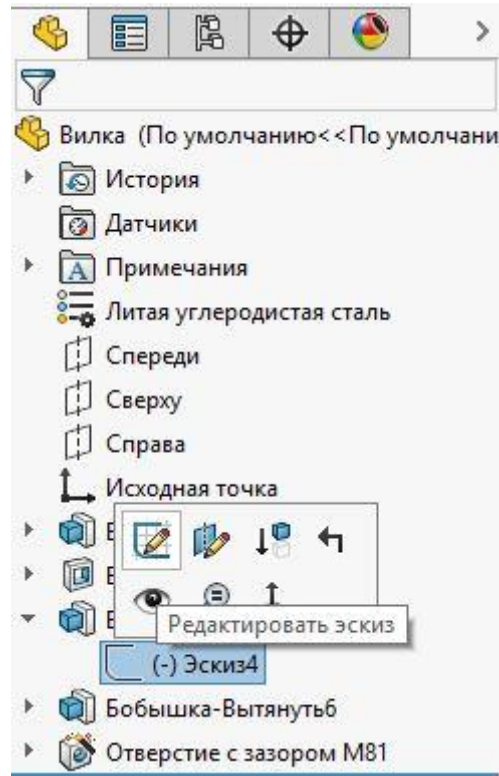 Вилка (По умолчанию<<По умолчани
История
Датчики
Примечания
Литая углеродистая сталь
Спереди
Сверху
Справа
Исходная точка
Редактировать эскиз
(-) Эскиз4
Бобышка-Вытянуть6
Отверстие с зазором М81